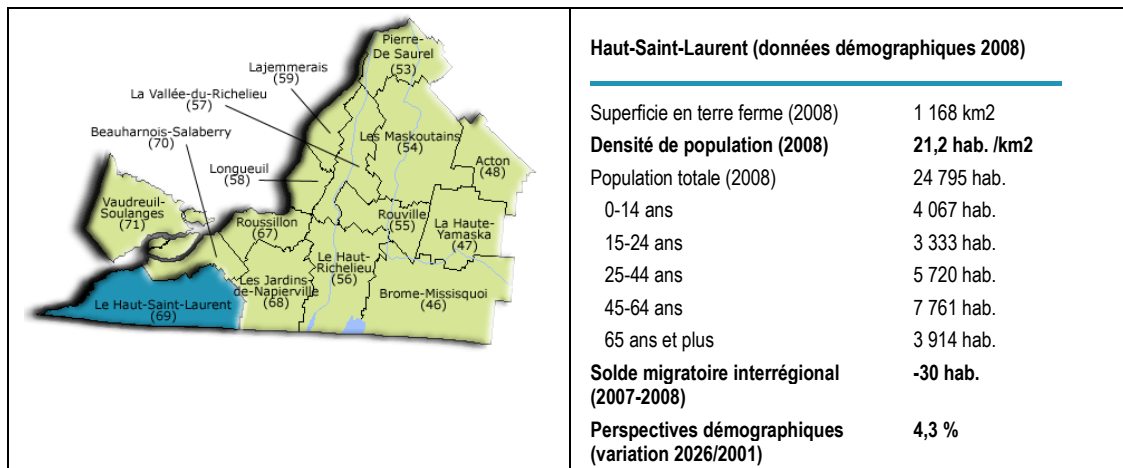 Pierre-
De Saurel
(53)
Lajemmerais
(59)
La Vallée-du-Richelieu
(57)
Beauharnois-Salaberry
(70)
Les Maskoutains
(54)
Longueuil
(58)
Acton
(48)
Vaudreuil-
Soulanges
(71)
Roussillon
(67)
Rouville
(55)
La Haute-
Yamaska
(47)
Le Haut-
Richelieu
(56)
Les Jardins
de-Napierville
(68)
Brome-Missisquoi
(46)
Le Haut-Saint-Laurent
(69)
Haut-Saint-Laurent (données démographiques 2008)
Superficie en terre ferme (2008) 1 168 km2
Densité de population (2008) 21,2 hab. /km2
Population totale (2008) 24 795 hab.
0-14 ans 4 067 hab.
15-24 ans 3 333 hab.
25-44 ans 5 720 hab.
45-64 ans 7 761 hab.
65 ans et plus 3 914 hab.
Solde migratoire interrégional -30 hab.
(2007-2008)
Perspectives démographiques 4,3 %
(variation 2026/2001)